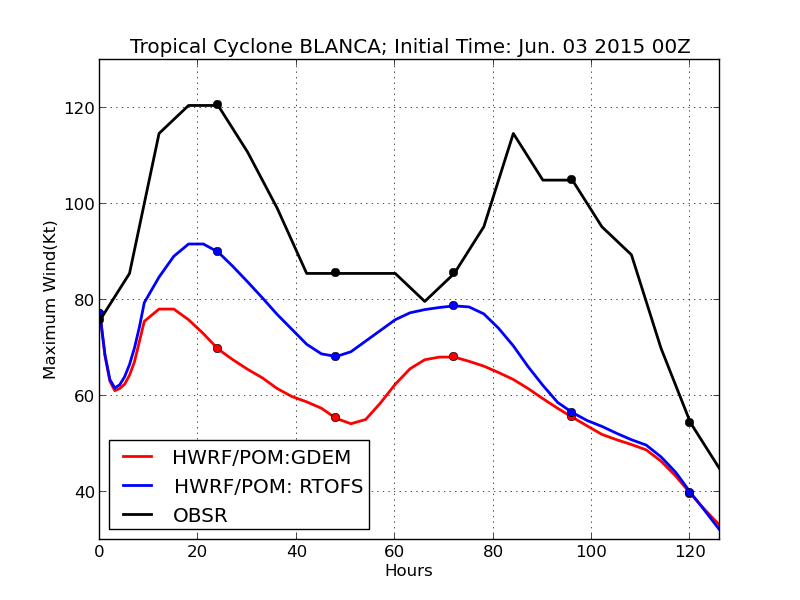 Tropical Cyclone BLANCA; Initial Time: Jun. 03 2015 00Z
120
100
80
60
40
Maximum Wind(Kt)
HWRF/POM:GDEM
HWRF/POM: RTOFS
OBSR
0 20 40 60 80 100 120
Hours